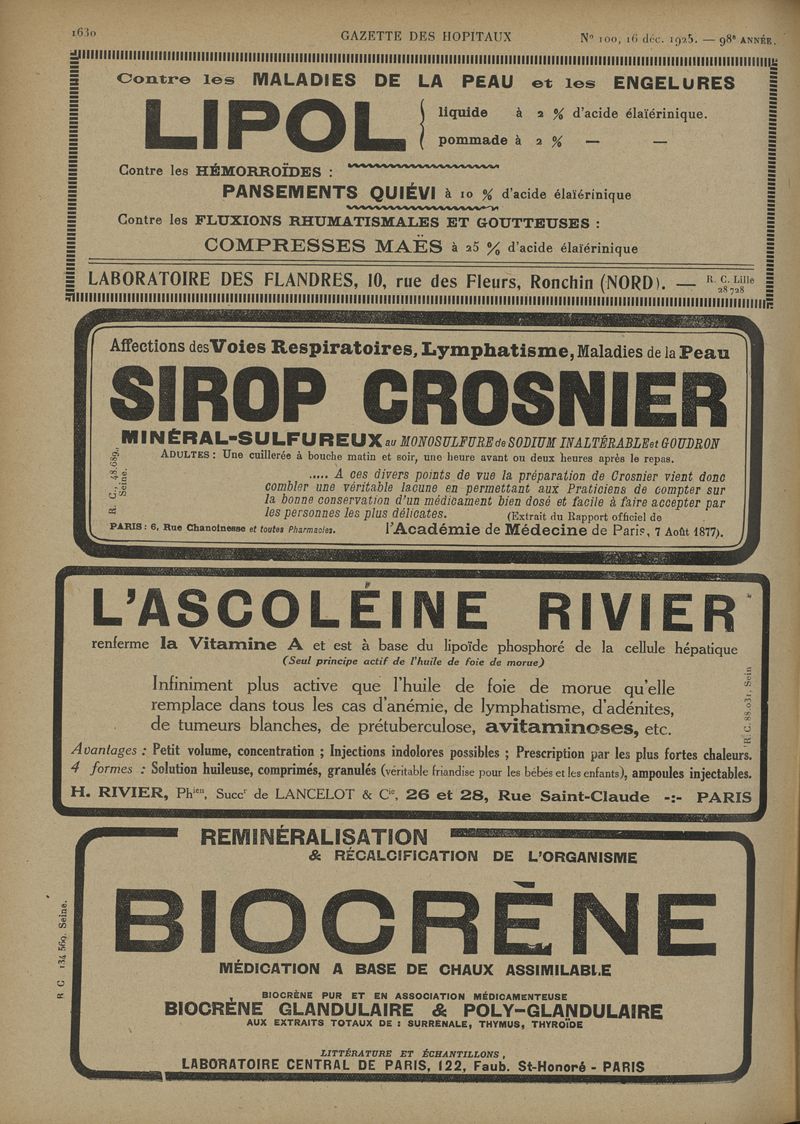 1630
GAZETTE DES HOPITAUX
N° 100, 16 déc. 1925. — 98e ANNÉE.
Contre les MALADIES DE LA PEAU et les ENGELURES
LIPOL
liquide à 2 % d'acide élaïérinique.
pommade à 2 % — —
Contre les HÉMORROÏDES :
PANSEMENTS QUIÉVI à 10 % d'acide élaïérinique
Contre les FLUXIONS RHUMATISMALES ET GOUTTEUSES :
COMPRESSES MAËS à 25 % d'acide élaïérinique
LABORATOIRE DES FLANDRES, 10, rue des Fleurs, Ronchin (NORD). — R. C. Lille 28728
Affections des Voies Respiratoires, Lymphatisme, Maladies de la Peau
SIROP CROSNIER
MINÉRAL-SULFUREUX au MONOSULFURE de SODIUM INALTÉRABLE et GOUDRON
ADULTES : Une cuillerée à bouche matin et soir, une heure avant ou deux heures après le repas.
R. C., 48.689, Seine.
..... A ces divers points de vue la préparation de Crosnier vient donc
combler une véritable lacune en permettant aux Praticiens de compter sur
la bonne conservation d'un médicament bien dosé et facile à faire accepter par
les personnes les plus délicates. (Extrait du Rapport officiel de
PARIS : 6, Rue Chanoinesse et toutes Pharmacies. l'Académie de Médecine de Paris, 7 Août 1877).
L'ASCOLÉINE RIVIER
renferme la Vitamine A et est à base du lipoïde phosphoré de la cellule hépatique
(Seul principe actif de l'huile de foie de morue)
Infiniment plus active que l'huile de foie de morue qu'elle
remplace dans tous les cas d'anémie, de lymphatisme, d'adénites,
de tumeurs blanches, de prétuberculose, avitaminoses, etc.
R. C. 88.031, Sein
Avantages : Petit volume, concentration ; Injections indolores possibles ; Prescription par les plus fortes chaleurs.
4 formes : Solution huileuse, comprimés, granulés (véritable friandise pour les bébés et les enfants), ampoules injectables.
H. RIVIER, Phien, Succr de LANCELOT & Cie, 26 et 28, Rue Saint-Claude -:- PARIS
REMINÉRALISATION
& RÉCALCIFICATION DE L'ORGANISME
BIOCRÈNE
MÉDICATION A BASE DE CHAUX ASSIMILABLE
BIOCRÈNE PUR ET EN ASSOCIATION MÉDICAMENTEUSE
BIOCRÈNE GLANDULAIRE & POLY-GLANDULAIRE
AUX EXTRAITS TOTAUX DE : SURRENALE, THYMUS, THYROÏDE
LITTÉRATURE ET ÉCHANTILLONS,
LABORATOIRE CENTRAL DE PARIS, 122, Faub. St-Honoré - PARIS
R C 134 569. Seine.